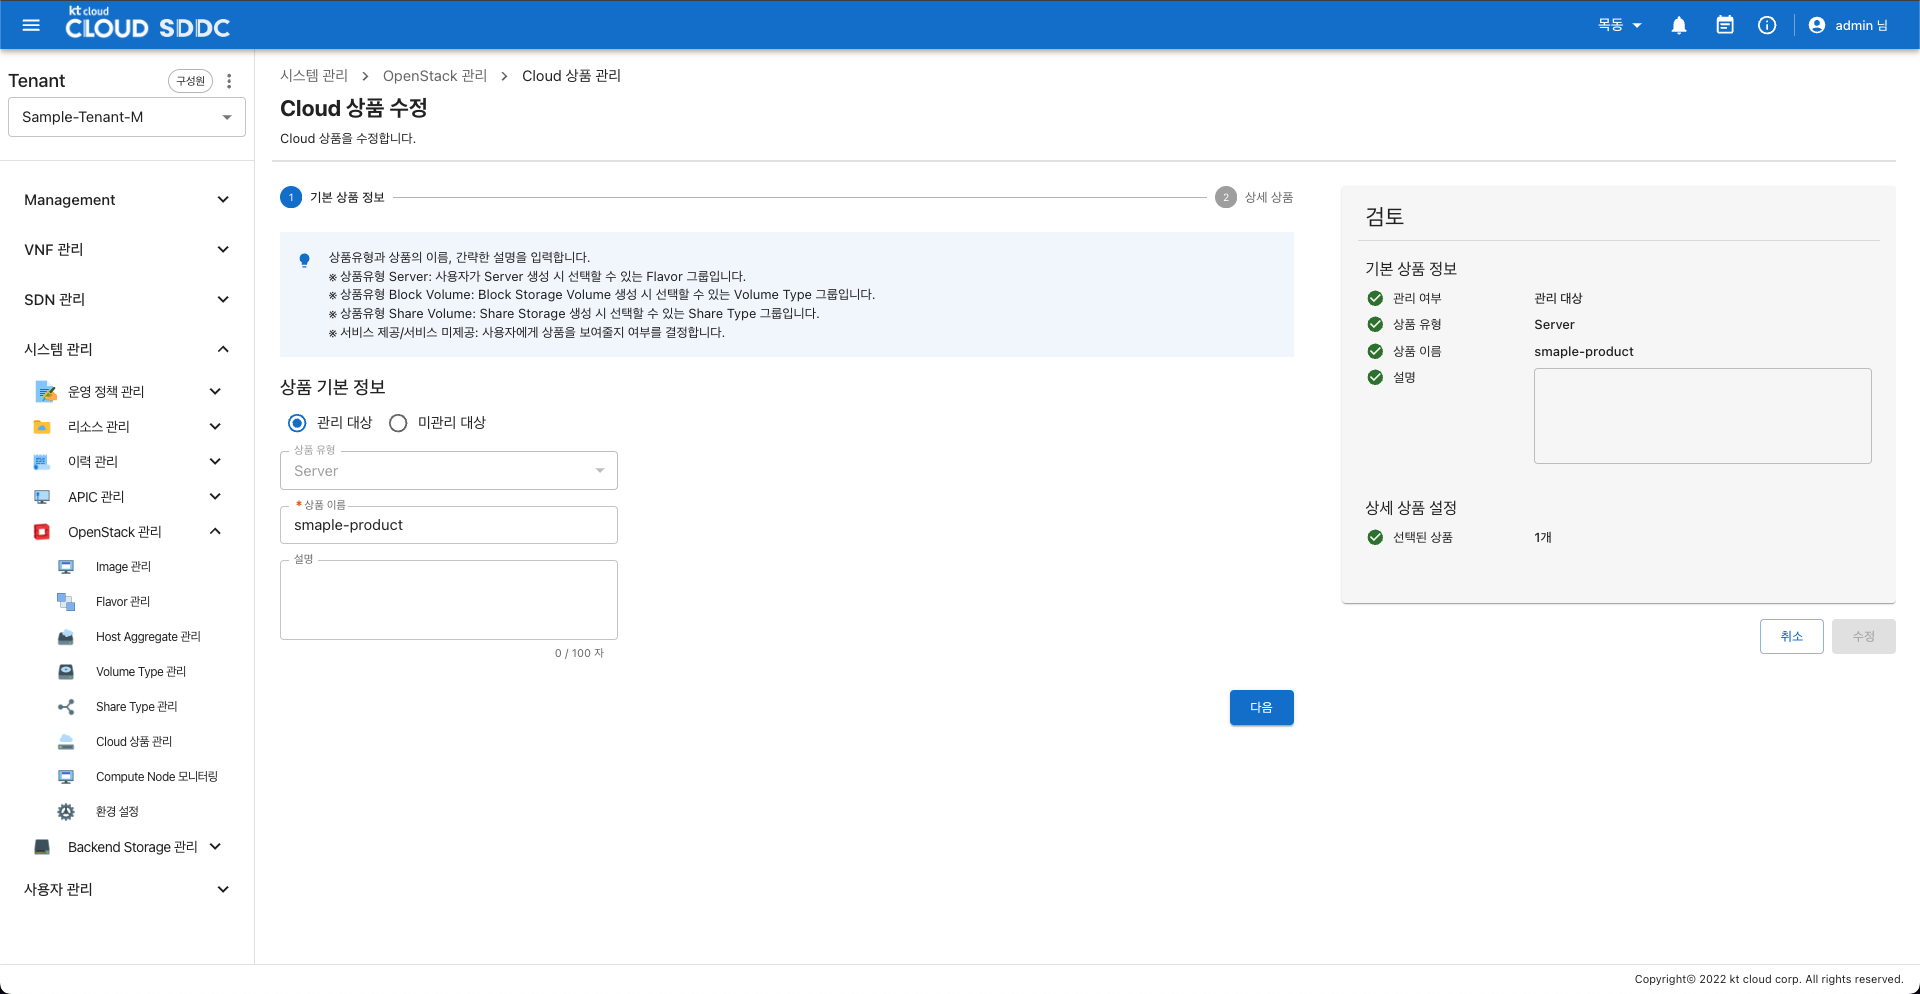 kt cloud
CLOUD SDDC
목동
admin 님
Tenant
구성원
Sample-Tenant-M
Management
VNF 관리
SDN 관리
시스템 관리
운영 정책 관리
리소스 관리
이력 관리
APIC 관리
OpenStack 관리
Image 관리
Flavor 관리
Host Aggregate 관리
Volume Type 관리
Share Type 관리
Cloud 상품 관리
Compute Node 모니터링
환경 설정
Backend Storage 관리
사용자 관리
시스템 관리 > OpenStack 관리 > Cloud 상품 관리
Cloud 상품 수정
Cloud 상품을 수정합니다.
1 기본 상품 정보
2 상세 상품
상품유형과 상품의 이름, 간략한 설명을 입력합니다.
※ 상품유형 Server: 사용자가 Server 생성 시 선택할 수 있는 Flavor 그룹입니다.
※ 상품유형 Block Volume: Block Storage Volume 생성 시 선택할 수 있는 Volume Type 그룹입니다.
※ 상품유형 Share Volume: Share Storage 생성 시 선택할 수 있는 Share Type 그룹입니다.
※ 서비스 제공/서비스 미제공: 사용자에게 상품을 보여줄지 여부를 결정합니다.
상품 기본 정보
관리 대상 미관리 대상
상품 유형
Server
* 상품 이름
smaple-product
설명
0 / 100 자
다음
검토
기본 상품 정보
관리 여부 관리 대상
상품 유형 Server
상품 이름 smaple-product
설명
상세 상품 설정
선택된 상품 1개
취소 수정
Copyright© 2022 kt cloud corp. All rights reserved.